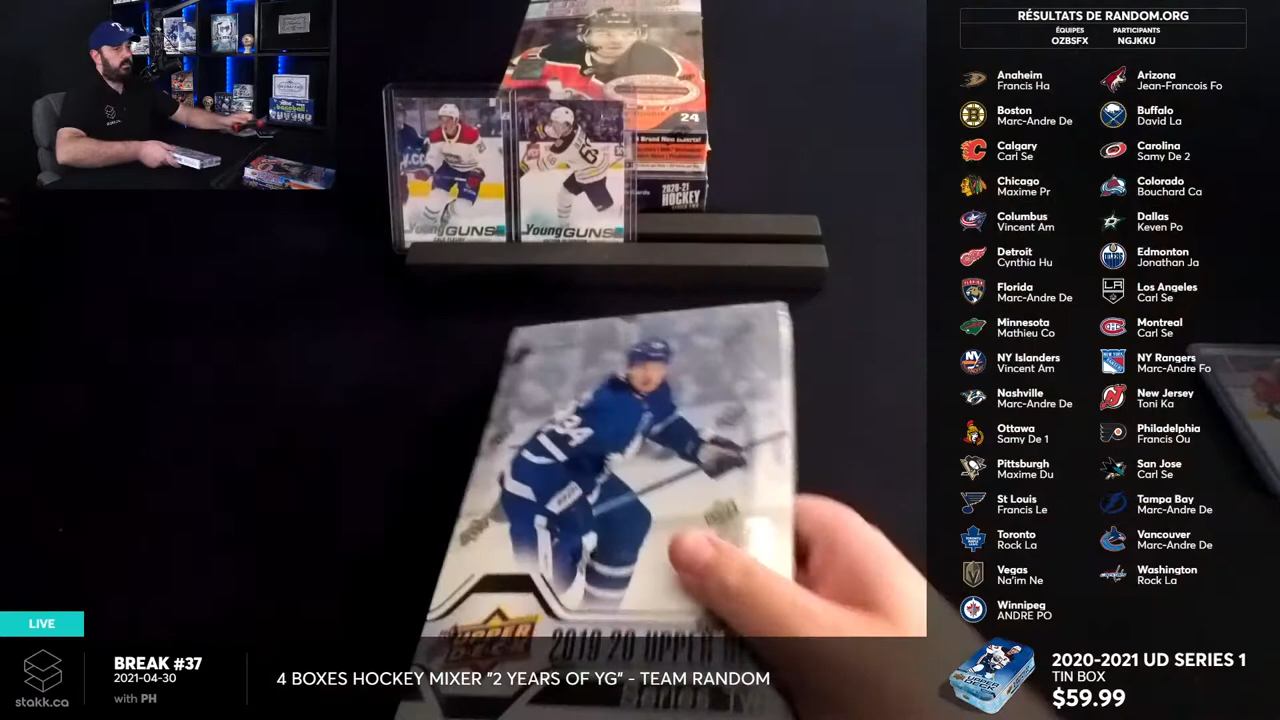 RÉSULTATS DE RANDOM.ORG
ÉQUIPES
OZBSFX
PARTICIPANTS
NGJKKU
Anaheim
Francis Ha
Arizona
Jean-Francois Fo
Boston
Marc-Andre De
Buffalo
David La
Calgary
Carl Se
Carolina
Samy De 2
Chicago
Maxime Pr
Colorado
Bouchard Ca
Columbus
Vincent Am
Dallas
Keven Po
Detroit
Cynthia Hu
Edmonton
Jonathan Ja
Florida
Marc-Andre De
Los Angeles
Carl Se
Minnesota
Mathieu Co
Montreal
Carl Se
NY Islanders
Vincent Am
NY Rangers
Marc-Andre Fo
Nashville
Marc-Andre De
New Jersey
Toni Ka
Ottawa
Samy De 1
Philadelphia
Francis Ou
Pittsburgh
Maxime Du
San Jose
Carl Se
St Louis
Francis Le
Tampa Bay
Marc-Andre De
Toronto
Rock La
Vancouver
Marc-Andre De
Vegas
Na'im Ne
Washington
Rock La
Winnipeg
ANDRE PO
24
2020-21
HOCKEY
Young GUNS
Young GUNS
UPPER DECK
2019-20 UPPER
LIVE
stakk.ca
BREAK #37
2021-04-30
with PH
4 BOXES HOCKEY MIXER "2 YEARS OF YG" - TEAM RANDOM
2020-2021 UD SERIES 1
TIN BOX
$59.99